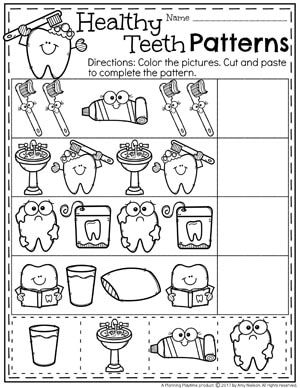 Healthy Name
Teeth Patterns
Directions: Color the pictures. Cut and paste
to complete the pattern.
A Planning Playtime product © 2017 by Amy Nielson. All rights reserved.